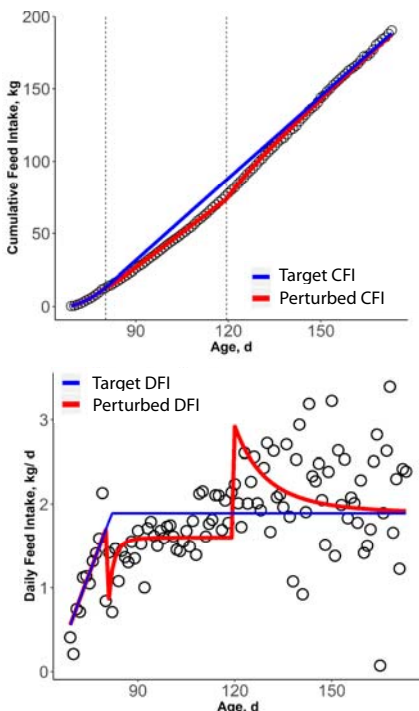 200
150
100
50
0
Cumulative Feed Intake, kg
Target CFI
Perturbed CFI
90
120
150
Age, d
Target DFI
Perturbed DFI
3
2
1
0
Daily Feed Intake, kg/ d
90
120
150
Age, d